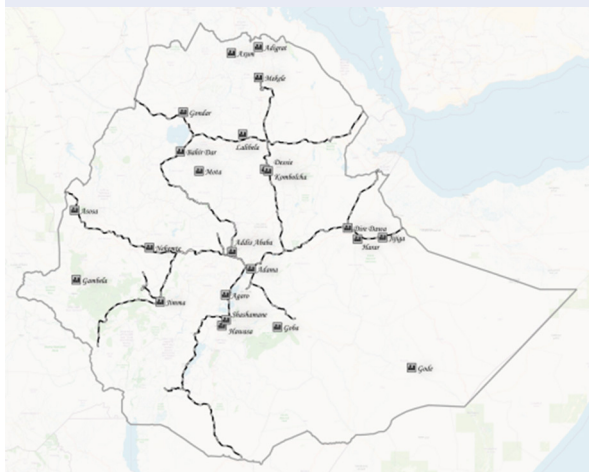 Adigrat
Axum
Mekele
Gondar
Lalibela
Bahir Dar
Mota
Dessie
Kombolcha
Asosa
Dire Dawa
Jijiga
Harar
Nekemte
Addis Ababa
Adama
Gambela
Agaro
Jimma
Shashamane
Hawassa
Goba
Gode